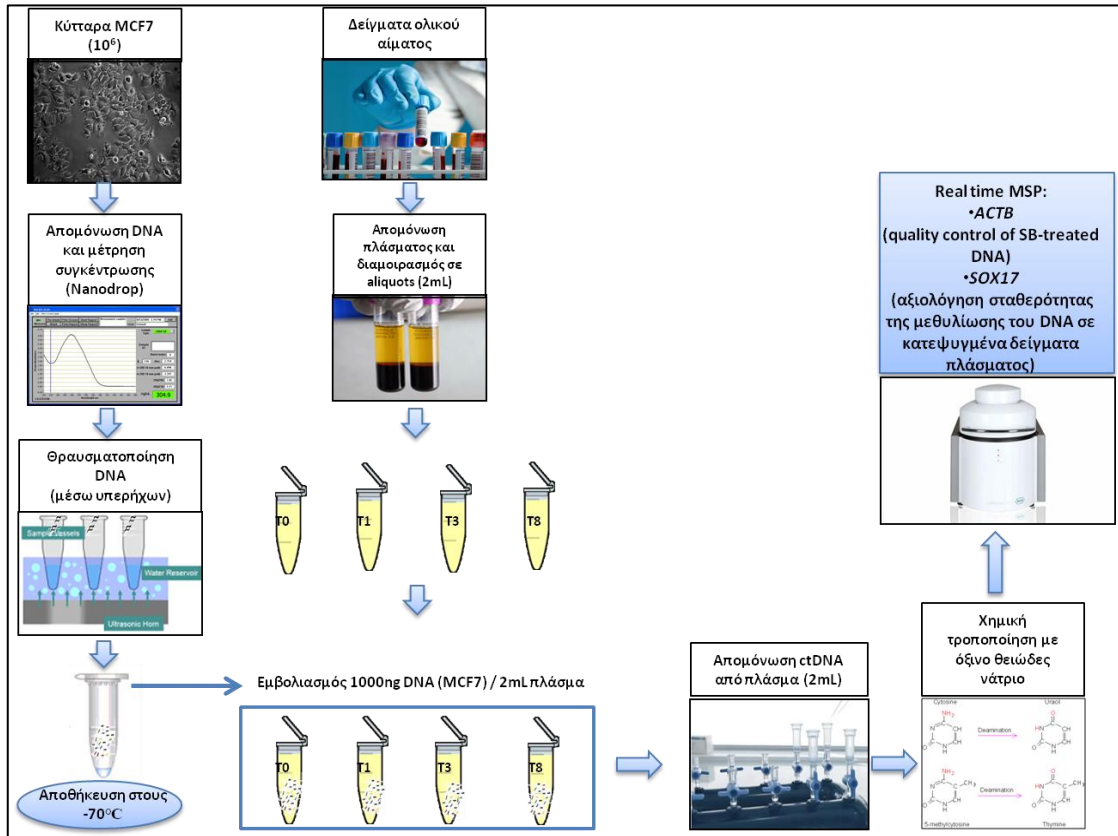 Κύτταρα MCF7
(10⁶)
Απομόνωση DNA
και μέτρηση
συγκέντρωσης
(Nanodrop)
Θραυσματοποίηση
DNA
(μέσω υπερήχων)
Sample Vessels
Water Reservoir
Ultrasonic Horn
Αποθήκευση στους
-70°C
Δείγματα ολικού
αίματος
Απομόνωση
πλάσματος και
διαμοιρασμός σε
aliquots (2mL)
T0 T1 T3 T8
Εμβολιασμός 1000ng DNA (MCF7) / 2mL πλάσμα
T0 T1 T3 T8
Απομόνωση ctDNA
από πλάσμα (2mL)
Χημική
τροποποίηση με
όξινο θειώδες
νάτριο
Cytosine Uracil
NH₂
Deamination
NH₂
CH₃
Deamination
CH₃
5-methylcytosine Thymine
Real time MSP:
•ACTB
(quality control of SB-treated
DNA)
•SOX17
(αξιολόγηση σταθερότητας
της μεθυλίωσης του DNA σε
κατεψυγμένα δείγματα
πλάσματος)